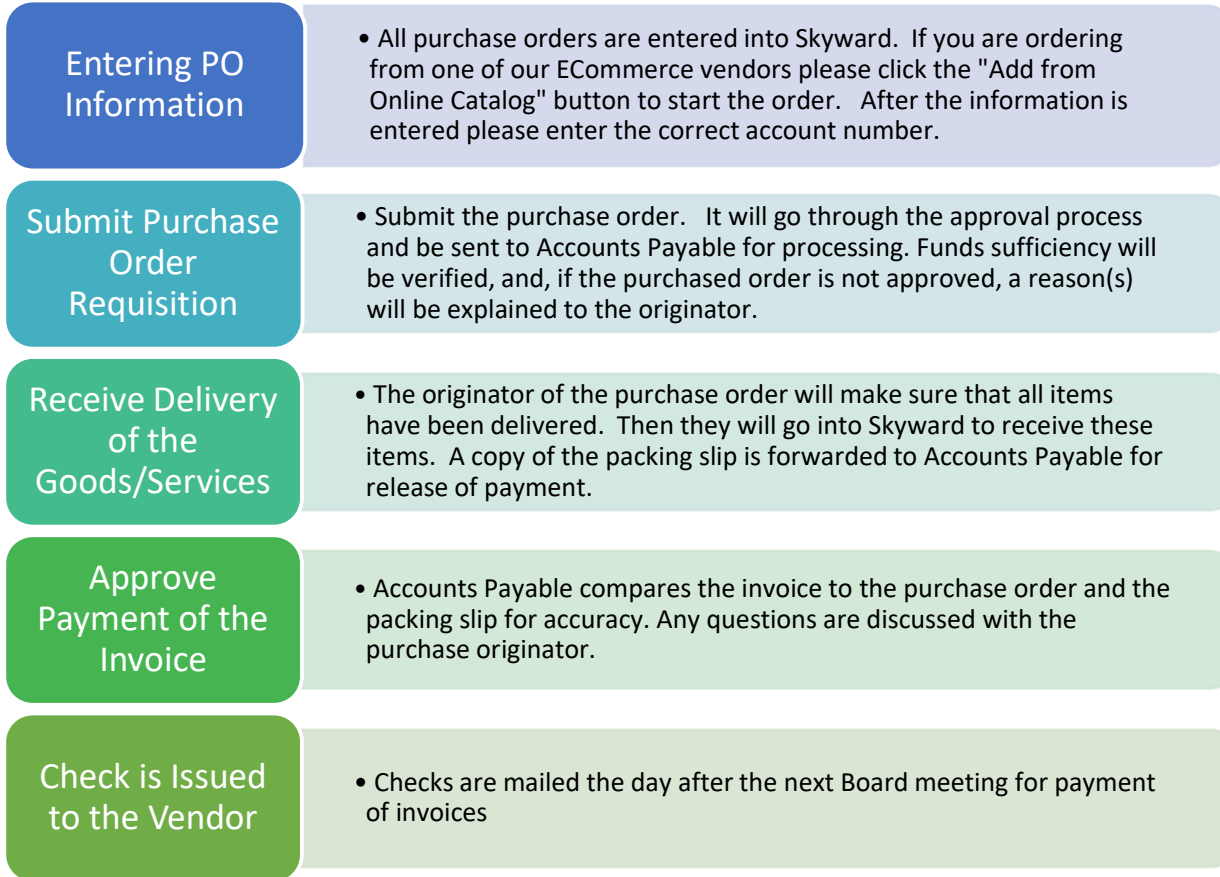 Entering PO
Information
• All purchase orders are entered into Skyward.  If you are ordering
from one of our ECommerce vendors please click the "Add from
Online Catalog" button to start the order.   After the information is
entered please enter the correct account number.
Submit Purchase
Order
Requisition
• Submit the purchase order.   It will go through the approval process
and be sent to Accounts Payable for processing. Funds sufficiency will
be verified, and, if the purchased order is not approved, a reason(s)
will be explained to the originator.
Receive Delivery
of the
Goods/Services
• The originator of the purchase order will make sure that all items
have been delivered.  Then they will go into Skyward to receive these
items.  A copy of the packing slip is forwarded to Accounts Payable for
release of payment.
Approve
Payment of the
Invoice
• Accounts Payable compares the invoice to the purchase order and the
packing slip for accuracy. Any questions are discussed with the
purchase originator.
Check is Issued
to the Vendor
• Checks are mailed the day after the next Board meeting for payment
of invoices